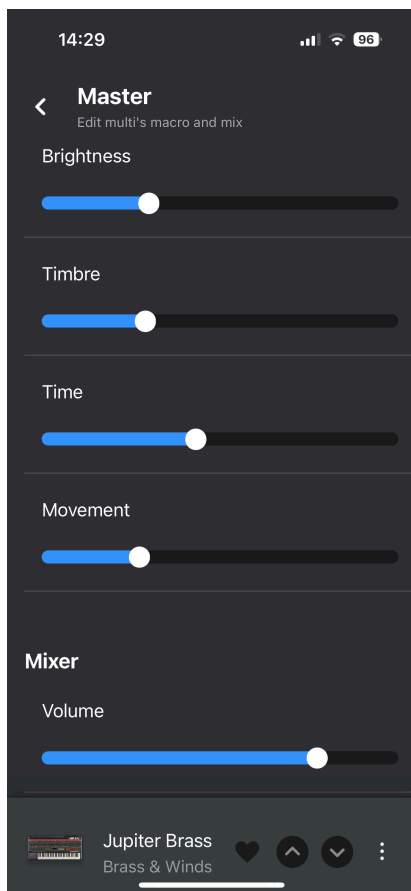 14:29
96
Master
Edit multi's macro and mix
Brightness
Timbre
Time
Movement
Mixer
Volume
Jupiter Brass
Brass & Winds